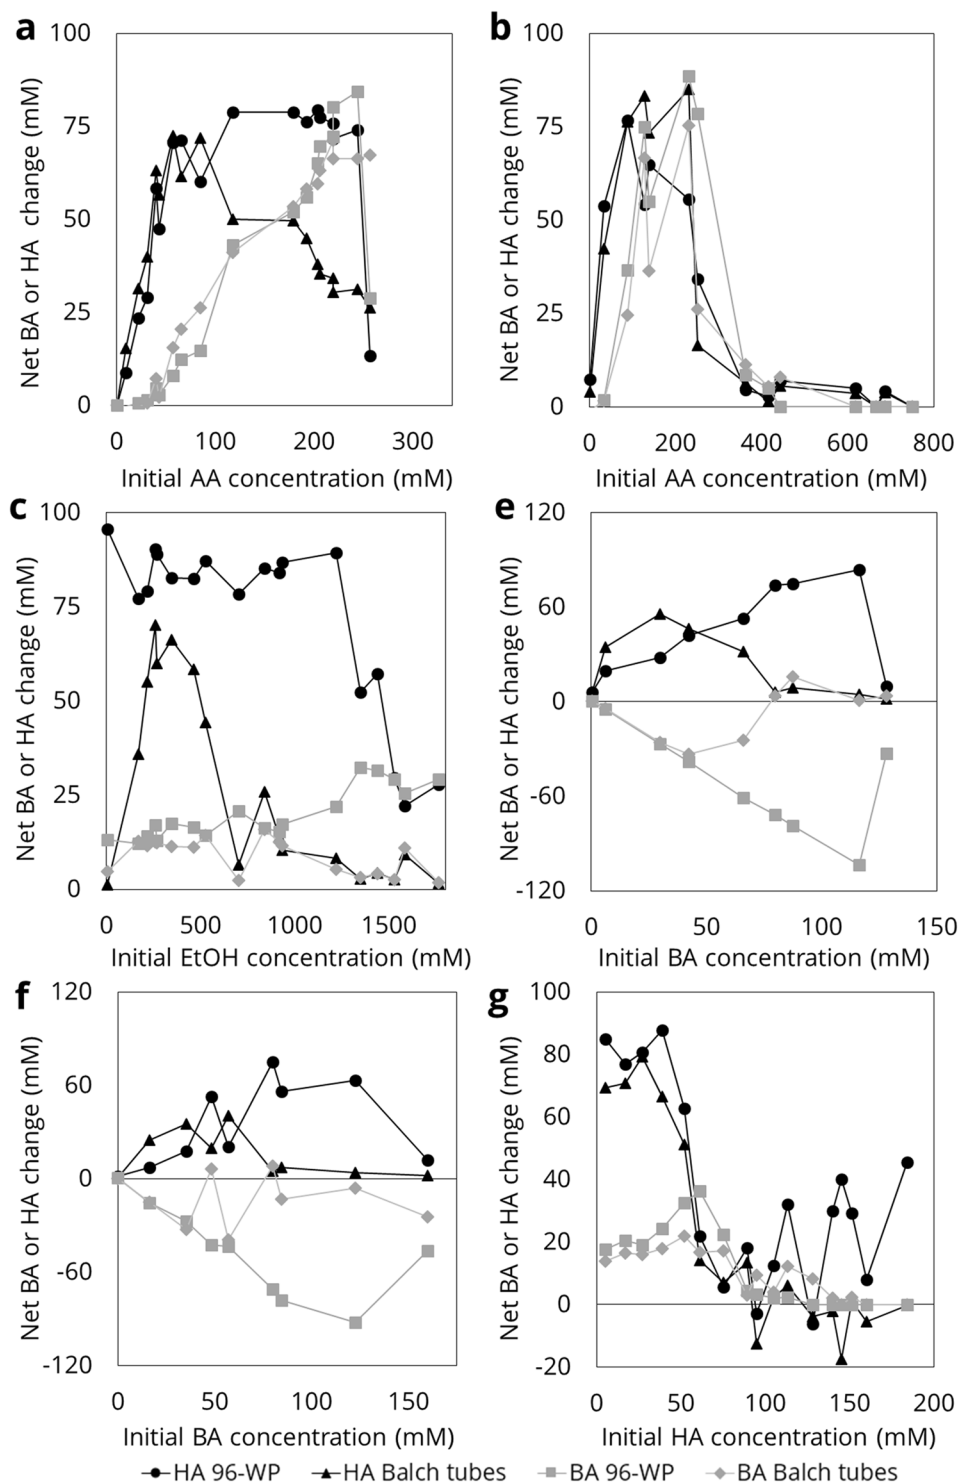 a
b
100
75
50
25
0
Net BA or HA change (mM)
0 100 200 300
Initial AA concentration (mM)
100
75
50
25
0
Net BA or HA change (mM)
0 200 400 600 800
Initial AA concentration (mM)
c
e
100
75
50
25
0
Net BA or HA change (mM)
0 500 1000 1500
Initial EtOH concentration (mM)
120
60
0
-60
-120
Net BA or HA change (mM)
0 50 100 150
Initial BA concentration (mM)
f
g
120
60
0
-60
-120
Net BA or HA change (mM)
0 50 100 150
Initial BA concentration (mM)
100
80
60
40
20
0
-20
Net BA or HA change (mM)
0 50 100 150 200
Initial HA concentration (mM)
HA 96-WP HA Balch tubes BA 96-WP BA Balch tubes